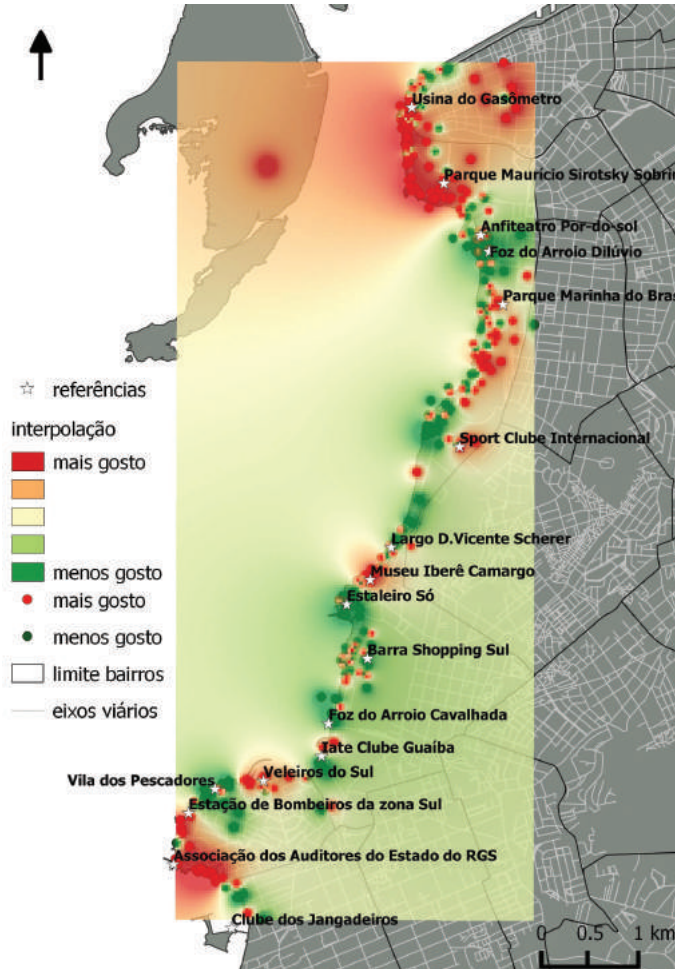 Usina do Gasômetro
Parque Maurício Sirotsky Sobrin
Anfiteatro Por-do-sol
Foz do Arroio Dilúvio
Parque Marinha do Bras
referências
interpolação
Sport Clube Internacional
mais gosto
Largo D.Vicente Scherer
menos gosto
Museu Iberê Camargo
mais gosto
Estaleiro Só
menos gosto
Barra Shopping Sul
limite bairros
eixos viários
Foz do Arroio Cavalhada
Iate Clube Guaíba
Veleiros do Sul
Vila dos Pescadores
Estação de Bombeiros da zona Sul
Associação dos Auditores do Estado do RGS
Clube dos Jangadeiros
0 0.5 1 km